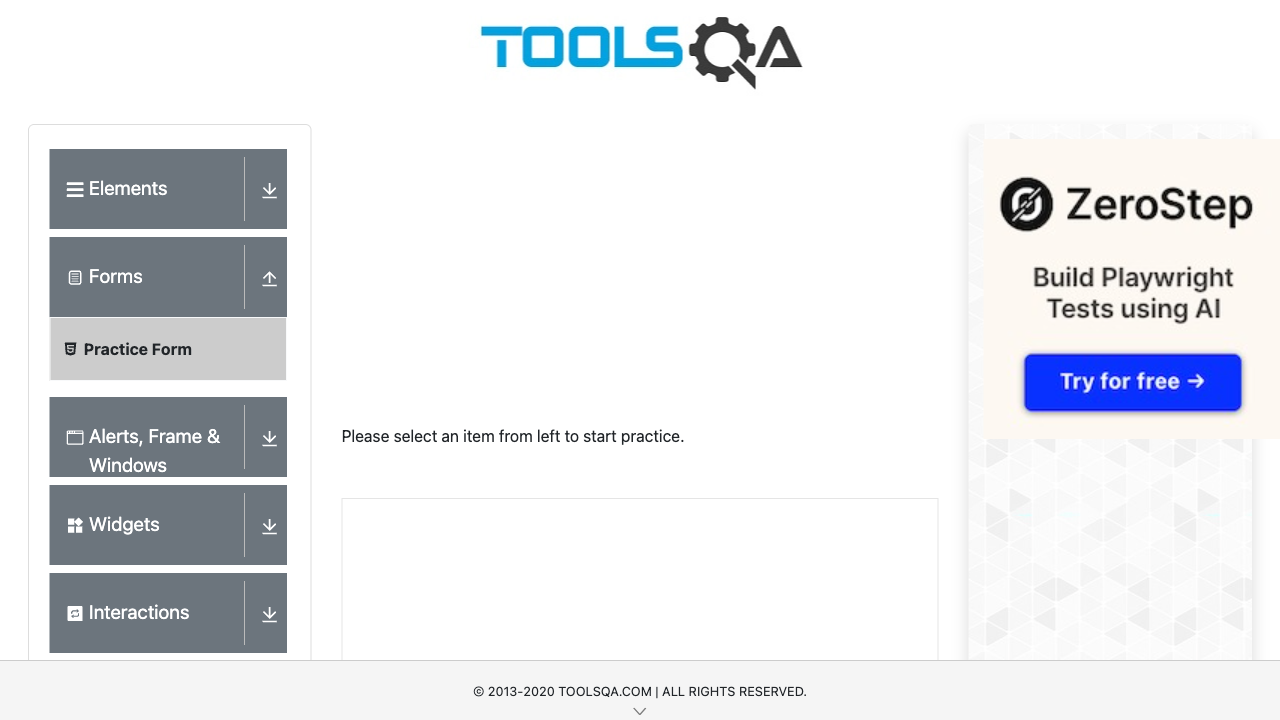 TOOLSQA
Elements
Forms
Practice Form
Alerts, Frame &
Windows
Widgets
Interactions
Please select an item from left to start practice.
ZeroStep
Build Playwright
Tests using AI
Try for free →
© 2013-2020 TOOLSQA.COM | ALL RIGHTS RESERVED.